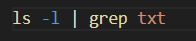 ls -l | grep txt